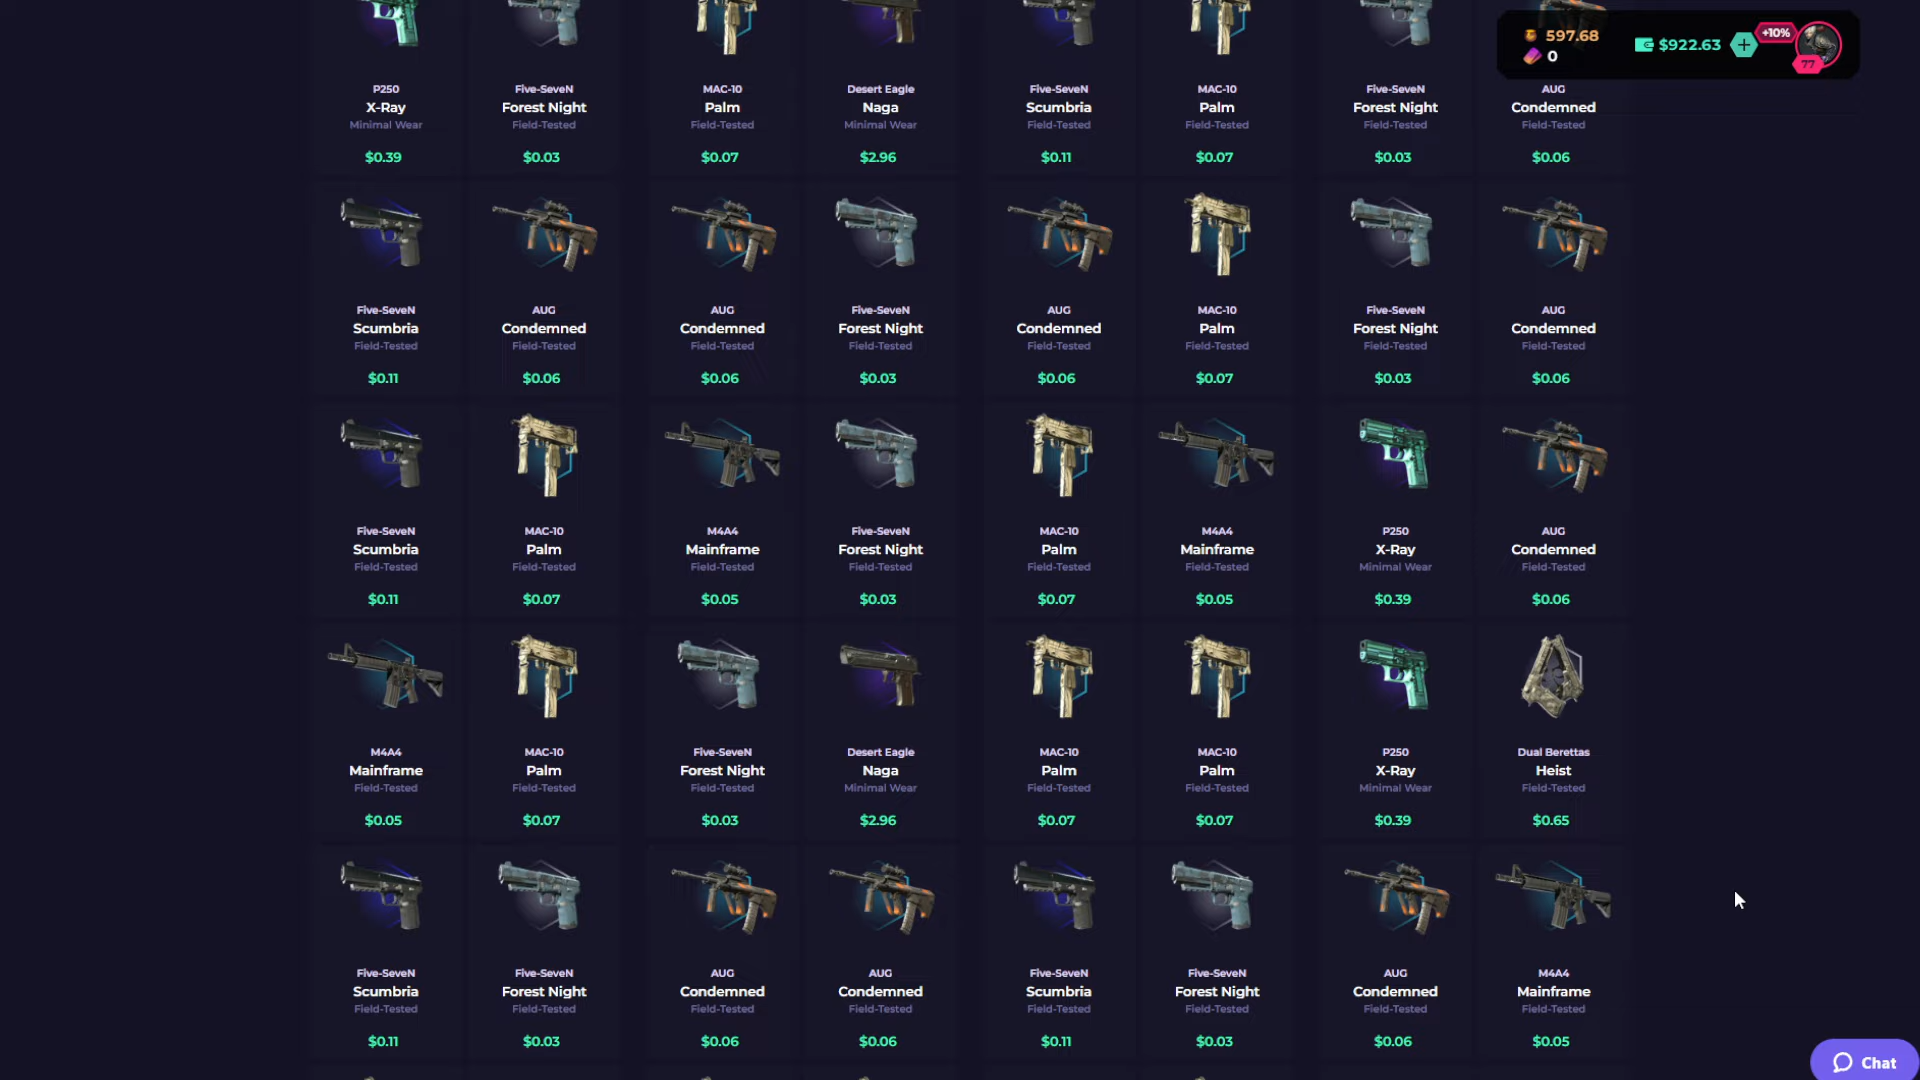 597.68
0
$922.63
+10%
77
P250 Five-SeveN MAC-10 Desert Eagle Five-SeveN MAC-10 Five-SeveN AUG
X-Ray Forest Night Palm Naga Scumbria Palm Forest Night Condemned
Minimal Wear Field-Tested Field-Tested Minimal Wear Field-Tested Field-Tested Field-Tested Field-Tested
$0.39 $0.03 $0.07 $2.96 $0.11 $0.07 $0.03 $0.06
Five-SeveN AUG AUG Five-SeveN AUG MAC-10 Five-SeveN AUG
Scumbria Condemned Condemned Forest Night Condemned Palm Forest Night Condemned
Field-Tested Field-Tested Field-Tested Field-Tested Field-Tested Field-Tested Field-Tested Field-Tested
$0.11 $0.06 $0.06 $0.03 $0.06 $0.07 $0.03 $0.06
Five-SeveN MAC-10 M4A4 Five-SeveN MAC-10 M4A4 P250 AUG
Scumbria Palm Mainframe Forest Night Palm Mainframe X-Ray Condemned
Field-Tested Field-Tested Field-Tested Field-Tested Field-Tested Field-Tested Minimal Wear Field-Tested
$0.11 $0.07 $0.05 $0.03 $0.07 $0.05 $0.39 $0.06
M4A4 MAC-10 Five-SeveN Desert Eagle MAC-10 MAC-10 P250 Dual Berettas
Mainframe Palm Forest Night Naga Palm Palm X-Ray Heist
Field-Tested Field-Tested Field-Tested Minimal Wear Field-Tested Field-Tested Minimal Wear Field-Tested
$0.05 $0.07 $0.03 $2.96 $0.07 $0.07 $0.39 $0.65
Five-SeveN Five-SeveN AUG AUG Five-SeveN Five-SeveN AUG M4A4
Scumbria Forest Night Condemned Condemned Scumbria Forest Night Condemned Mainframe
Field-Tested Field-Tested Field-Tested Field-Tested Field-Tested Field-Tested Field-Tested Field-Tested
$0.11 $0.03 $0.06 $0.06 $0.11 $0.03 $0.06 $0.05
Chat